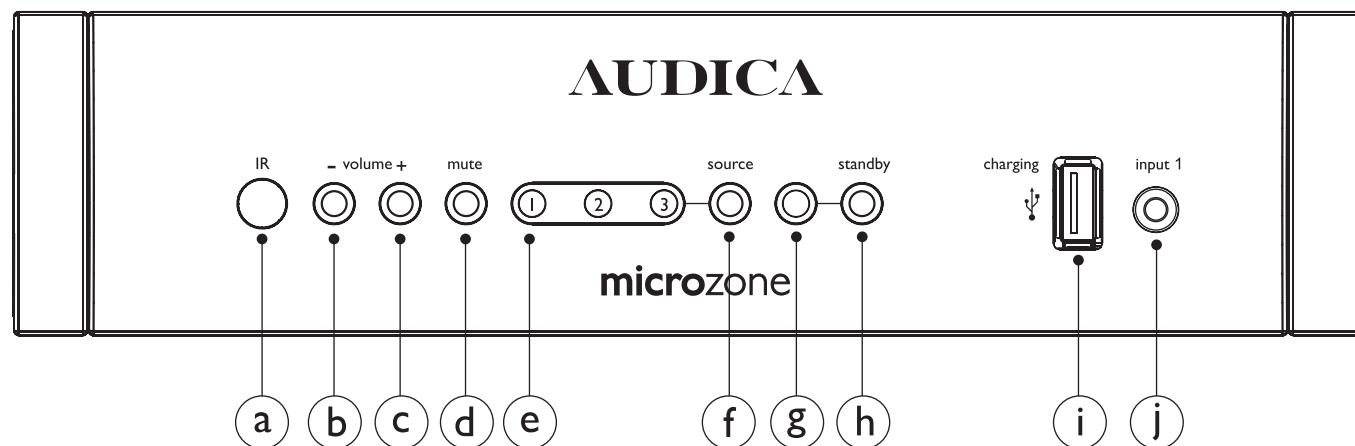 AUDICA
IR - volume + mute source standby charging input 1
1 2 3
microzone
a b c d e f g h i j